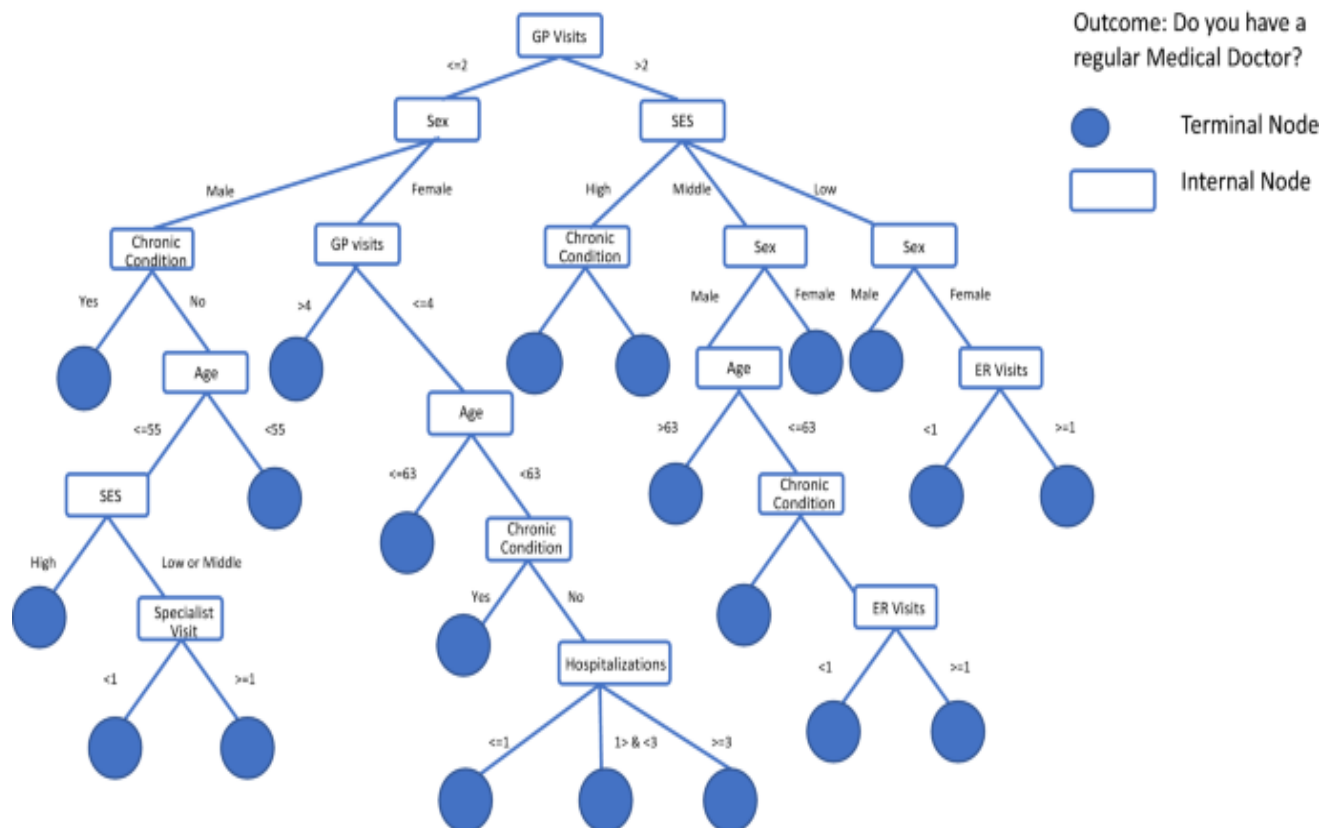 Outcome: Do you have a
regular Medical Doctor?
Terminal Node
Internal Node
GP Visits
<=2
>2
Sex
SES
Male
Female
High
Middle
Low
Chronic
Condition
GP visits
Chronic
Condition
Sex
Sex
Yes
No
>4
<=4
Male
Female
Male
Female
Age
Age
ER Visits
Age
<=55
<55
>63
<=63
<1
>=1
<=63
<63
SES
Chronic
Condition
Chronic
Condition
High
Low or Middle
Yes
No
Specialist
Visit
ER Visits
Hospitalizations
<1
>=1
<1
>=1
<=1
1> & <3
>=3